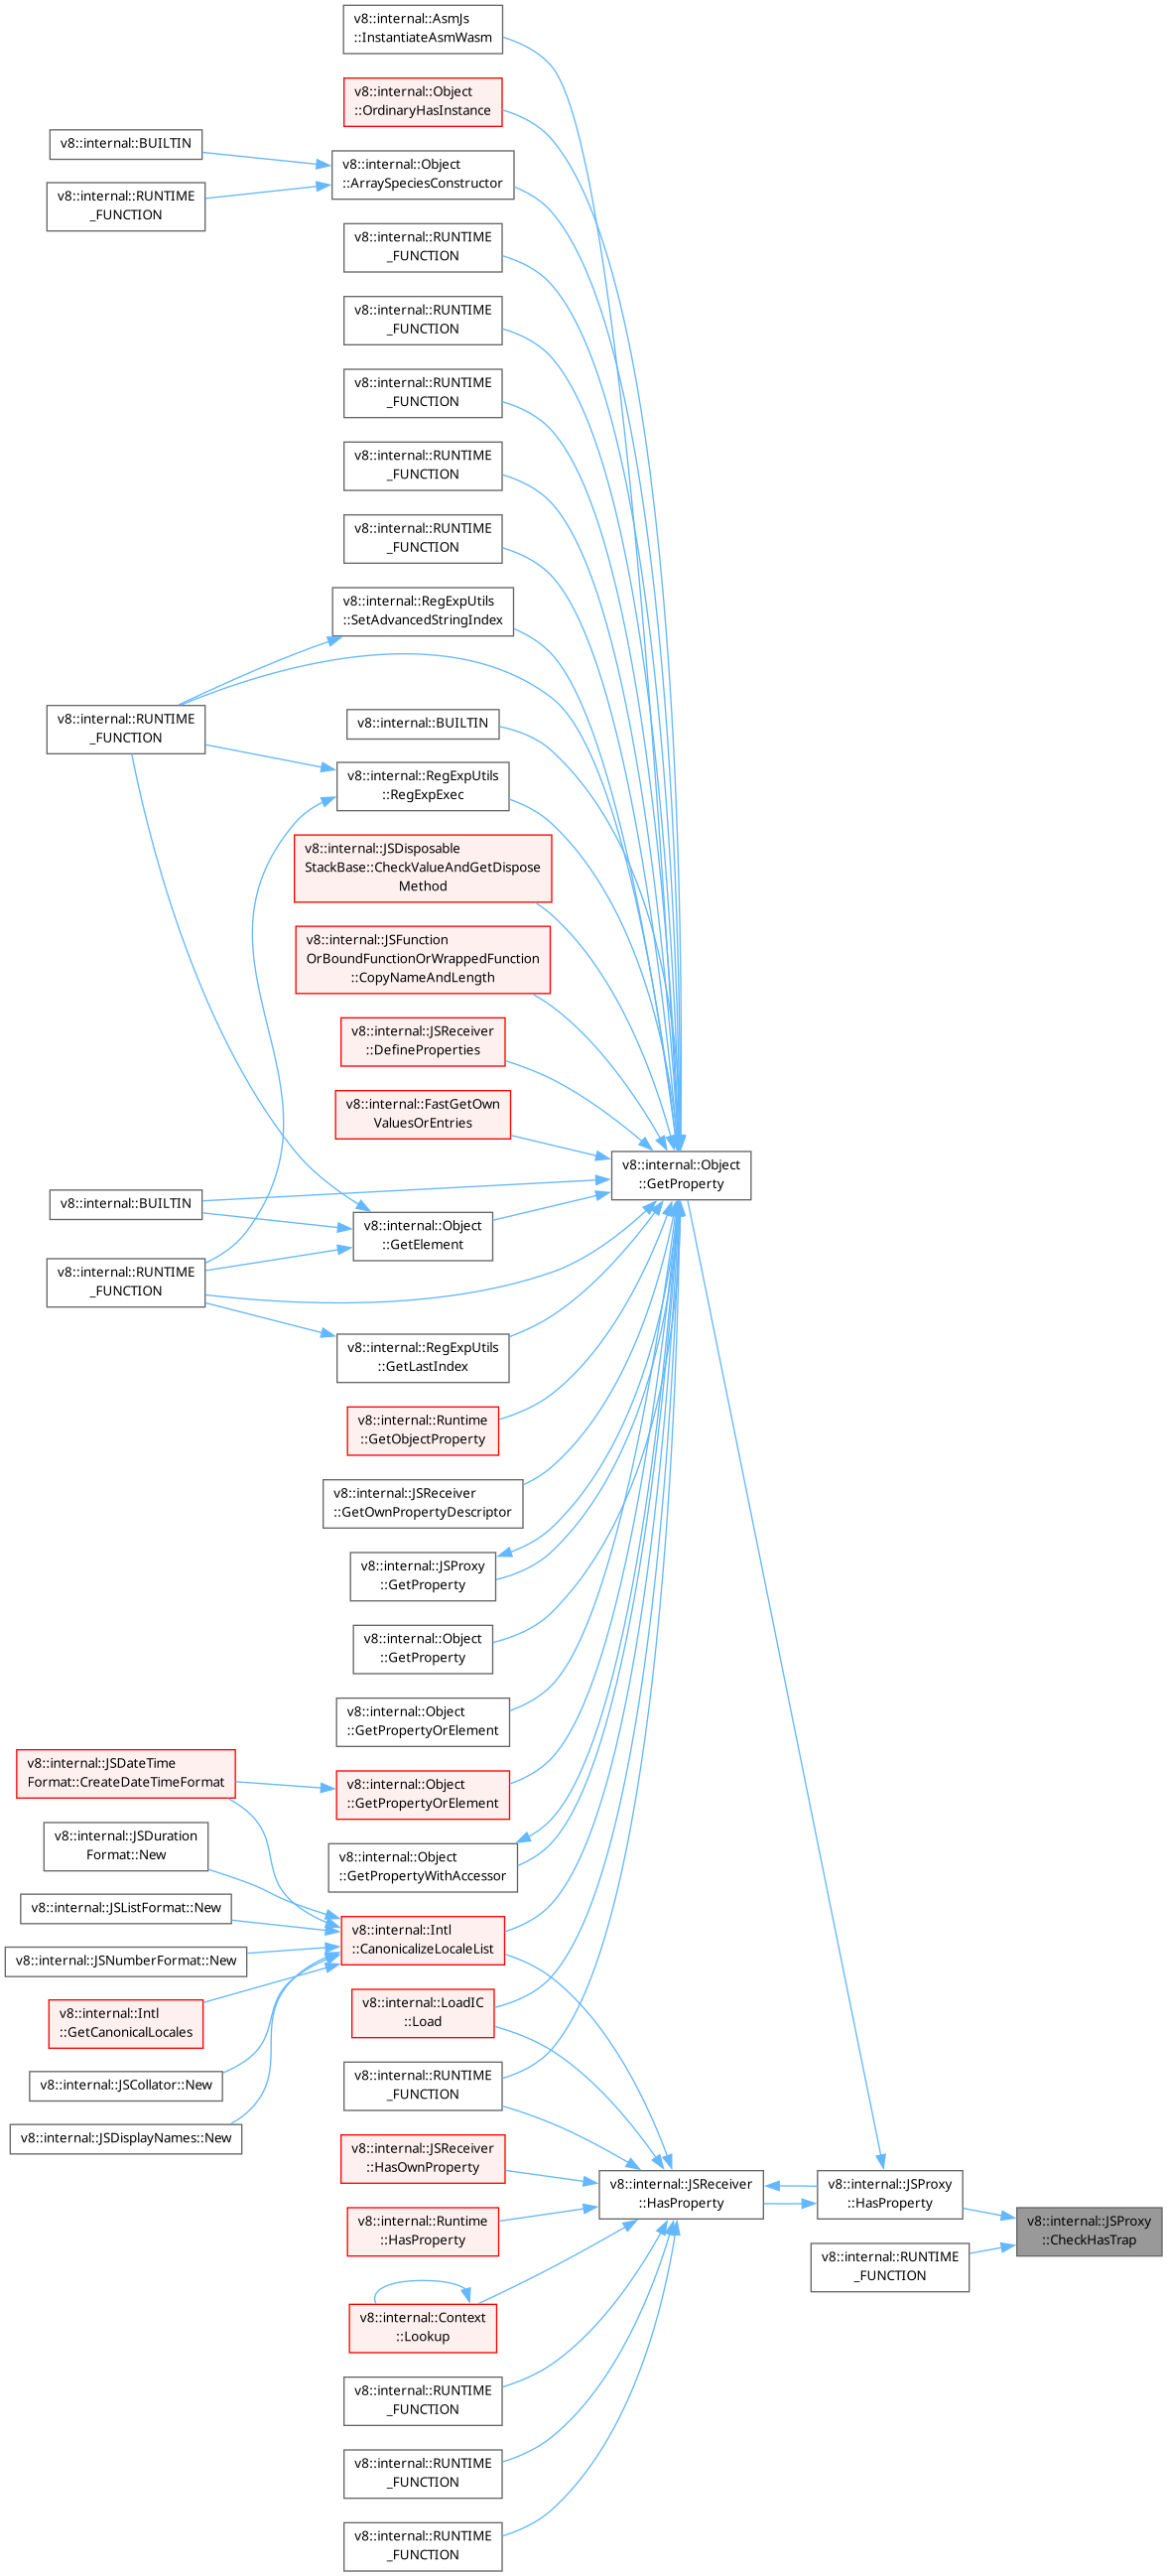 v8::internal::AsmJs
::InstantiateAsmWasm
v8::internal::Object
::OrdinaryHasInstance
v8::internal::BUILTIN
v8::internal::Object
::ArraySpeciesConstructor
v8::internal::RUNTIME
_FUNCTION
v8::internal::RUNTIME
_FUNCTION
v8::internal::RUNTIME
_FUNCTION
v8::internal::RUNTIME
_FUNCTION
v8::internal::RUNTIME
_FUNCTION
v8::internal::RUNTIME
_FUNCTION
v8::internal::RegExpUtils
::SetAdvancedStringIndex
v8::internal::RUNTIME
_FUNCTION
v8::internal::BUILTIN
v8::internal::RegExpUtils
::RegExpExec
v8::internal::JSDisposable
StackBase::CheckValueAndGetDispose
Method
v8::internal::JSFunction
OrBoundFunctionOrWrappedFunction
::CopyNameAndLength
v8::internal::JSReceiver
::DefineProperties
v8::internal::FastGetOwn
ValuesOrEntries
v8::internal::Object
::GetProperty
v8::internal::BUILTIN
v8::internal::Object
::GetElement
v8::internal::RUNTIME
_FUNCTION
v8::internal::RegExpUtils
::GetLastIndex
v8::internal::Runtime
::GetObjectProperty
v8::internal::JSReceiver
::GetOwnPropertyDescriptor
v8::internal::JSProxy
::GetProperty
v8::internal::Object
::GetProperty
v8::internal::Object
::GetPropertyOrElement
v8::internal::JSDateTime
Format::CreateDateTimeFormat
v8::internal::Object
::GetPropertyOrElement
v8::internal::JSDuration
Format::New
v8::internal::Object
::GetPropertyWithAccessor
v8::internal::JSListFormat::New
v8::internal::Intl
::CanonicalizeLocaleList
v8::internal::JSNumberFormat::New
v8::internal::Intl
::GetCanonicalLocales
v8::internal::LoadIC
::Load
v8::internal::JSCollator::New
v8::internal::RUNTIME
_FUNCTION
v8::internal::JSDisplayNames::New
v8::internal::JSReceiver
::HasOwnProperty
v8::internal::JSReceiver
::HasProperty
v8::internal::JSProxy
::HasProperty
v8::internal::Runtime
::HasProperty
v8::internal::JSProxy
::CheckHasTrap
v8::internal::RUNTIME
_FUNCTION
v8::internal::Context
::Lookup
v8::internal::RUNTIME
_FUNCTION
v8::internal::RUNTIME
_FUNCTION
v8::internal::RUNTIME
_FUNCTION